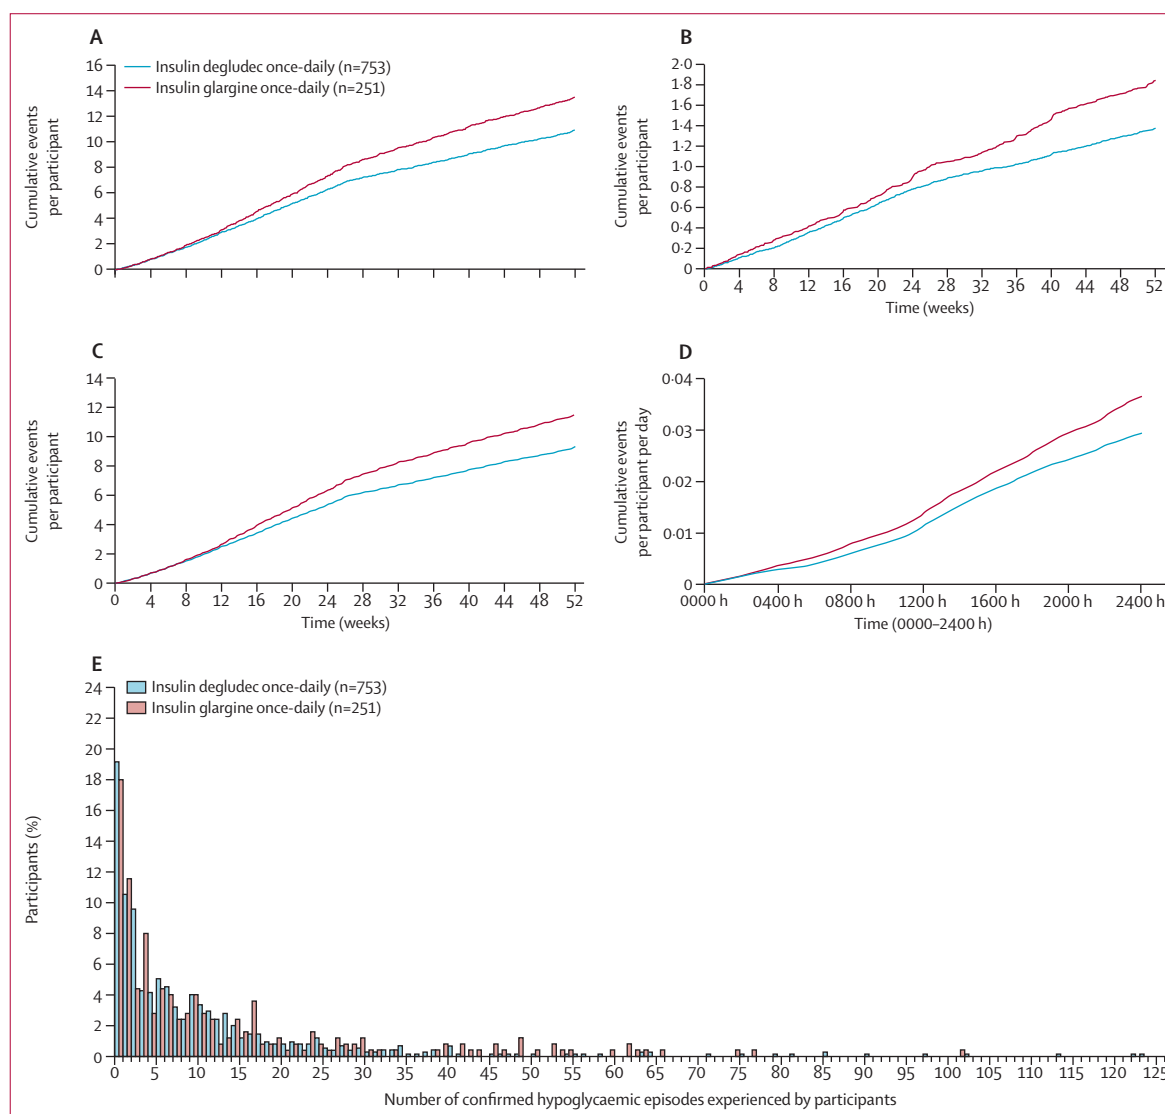 A
Insulin degludec once-daily (n=753)
Insulin glargine once-daily (n=251)
Cumulative events
per participant
16
14
12
10
8
6
4
2
0
B
Cumulative events
per participant
2·0
1·8
1·6
1·4
1·2
1·0
0·8
0·6
0·4
0·2
0
0 4 8 12 16 20 24 28 32 36 40 44 48 52
Time (weeks)
C
Cumulative events
per participant
14
12
10
8
6
4
2
0
0 4 8 12 16 20 24 28 32 36 40 44 48 52
Time (weeks)
D
Cumulative events
per participant per day
0·04
0·03
0·02
0·01
0
0000 h 0400 h 0800 h 1200 h 1600 h 2000 h 2400 h
Time (0000–2400 h)
E
Insulin degludec once-daily (n=753)
Insulin glargine once-daily (n=251)
Participants (%)
24
22
20
18
16
14
12
10
8
6
4
2
0
0 5 10 15 20 25 30 35 40 45 50 55 60 65 70 75 80 85 90 95 100 105 110 115 120 125
Number of confirmed hypoglycaemic episodes experienced by participants